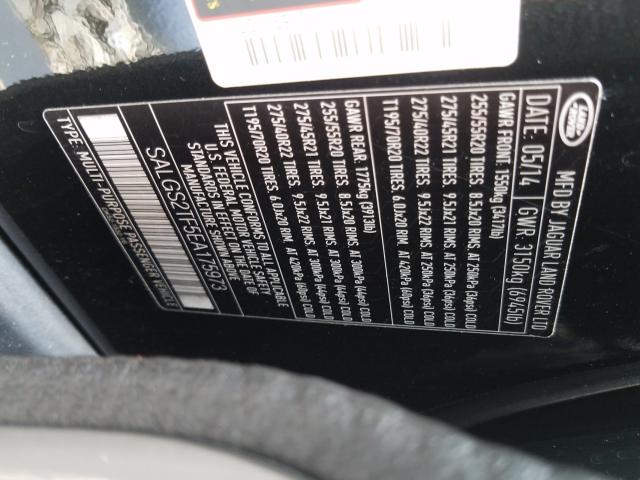 LAND ROVER
MFD BY JAGUAR LAND ROVER LTD
DATE: 05/14 GVWR 3150kg (6945lb)
GAWR FRONT 1550kg (3417lb)
255/55R20 TIRES. 8.5Jx20 RIMS. AT 250kPa (36psi) COLD
275/45R21 TIRES. 9.5Jx21 RIMS. AT 250kPa (36psi) COLD
275/40R22 TIRES. 9.5Jx22 RIMS. AT 250kPa (36psi) COLD
T195/70R20 TIRES 6.0Jx20 RIM. AT 420kPa (60psi) COLD
GAWR REAR 1775kg (3913lb)
255/55R20 TIRES. 8.5Jx20 RIMS. AT 300kPa (44psi) COLD
275/45R21 TIRES. 9.5Jx21 RIMS. AT 300kPa (44psi) COLD
275/40R22 TIRES. 9.5Jx22 RIMS. AT 300kPa (44psi) COLD
T195/70R20 TIRES 6.0Jx20 RIM. AT 420kPa (60psi) COLD
THIS VEHICLE CONFORMS TO ALL APPLICABLE
U.S. FEDERAL MOTOR VEHICLE SAFETY
STANDARDS IN EFFECT ON THE DATE OF
MANUFACTURE SHOWN ABOVE
TYPE: MULTI-PURPOSE PASSENGER VEHICLE